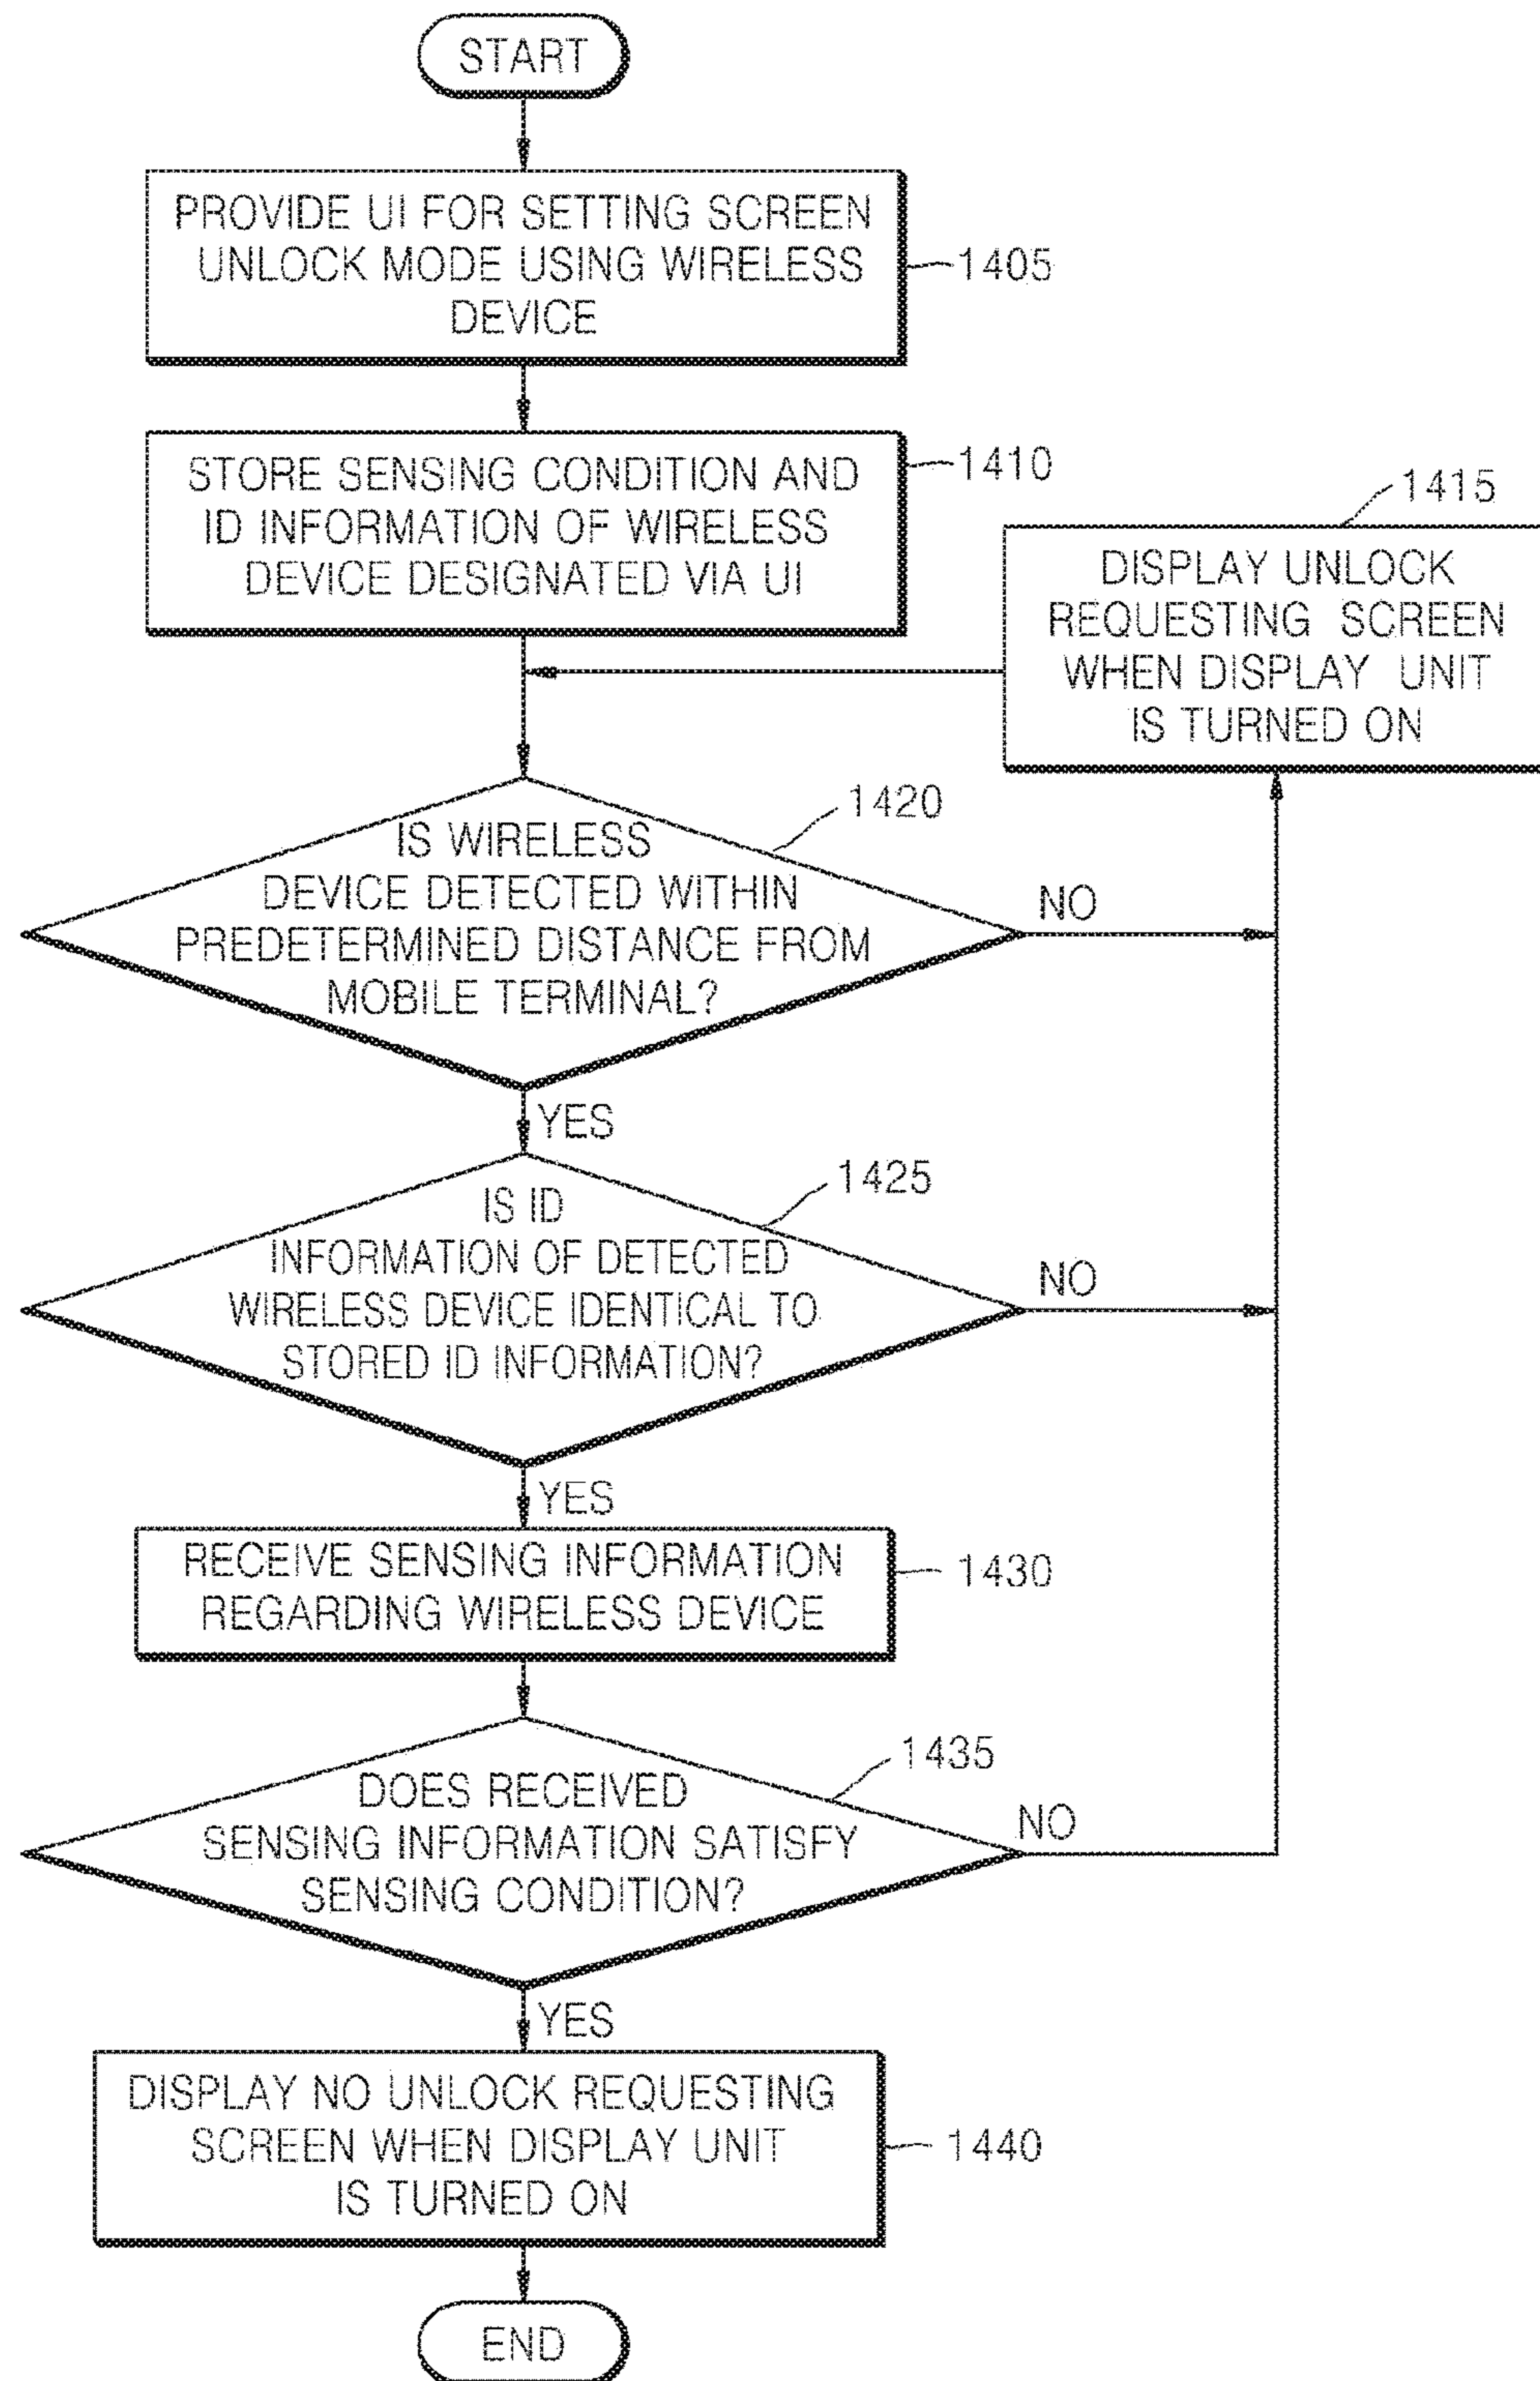 START
PROVIDE UI FOR SETTING SCREEN
UNLOCK MODE USING WIRELESS
DEVICE
1405
STORE SENSING CONDITION AND
ID INFORMATION OF WIRELESS
DEVICE DESIGNATED VIA UI
1410
1415
DISPLAY UNLOCK
REQUESTING SCREEN
WHEN DISPLAY UNIT
IS TURNED ON
1420
IS WIRELESS
DEVICE DETECTED WITHIN
PREDETERMINED DISTANCE FROM
MOBILE TERMINAL?
NO
YES
1425
IS ID
INFORMATION OF DETECTED
WIRELESS DEVICE IDENTICAL TO
STORED ID INFORMATION?
NO
YES
RECEIVE SENSING INFORMATION
REGARDING WIRELESS DEVICE
1430
1435
DOES RECEIVED
SENSING INFORMATION SATISFY
SENSING CONDITION?
NO
YES
DISPLAY NO UNLOCK REQUESTING
SCREEN WHEN DISPLAY UNIT
IS TURNED ON
1440
END